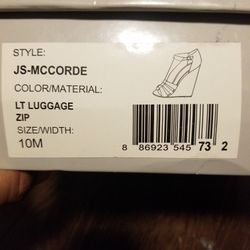 STYLE:
JS-MCCORDE
COLOR/MATERIAL:
LT LUGGAGE
ZIP
SIZE/WIDTH:
10M
8 86923 545 73 2